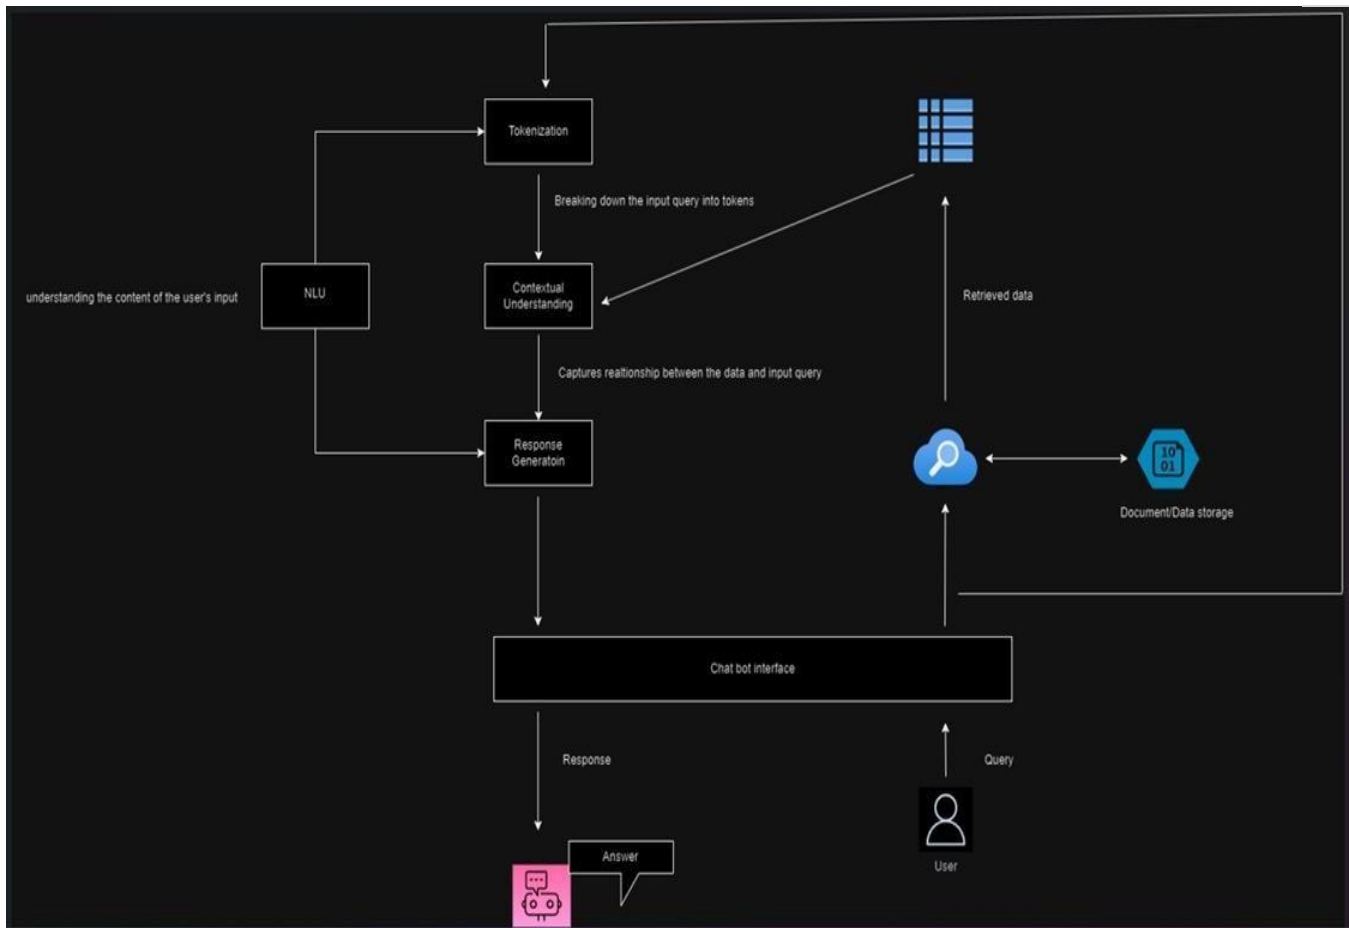 Tokenization
Breaking down the input query into tokens
understanding the content of the user's input
NLU
Contextual
Understanding
Retrieved data
Captures realtionship between the data and input query
Response
Generatoin
10
01
Document/Data storage
Chat bot interface
Response
Query
Answer
User